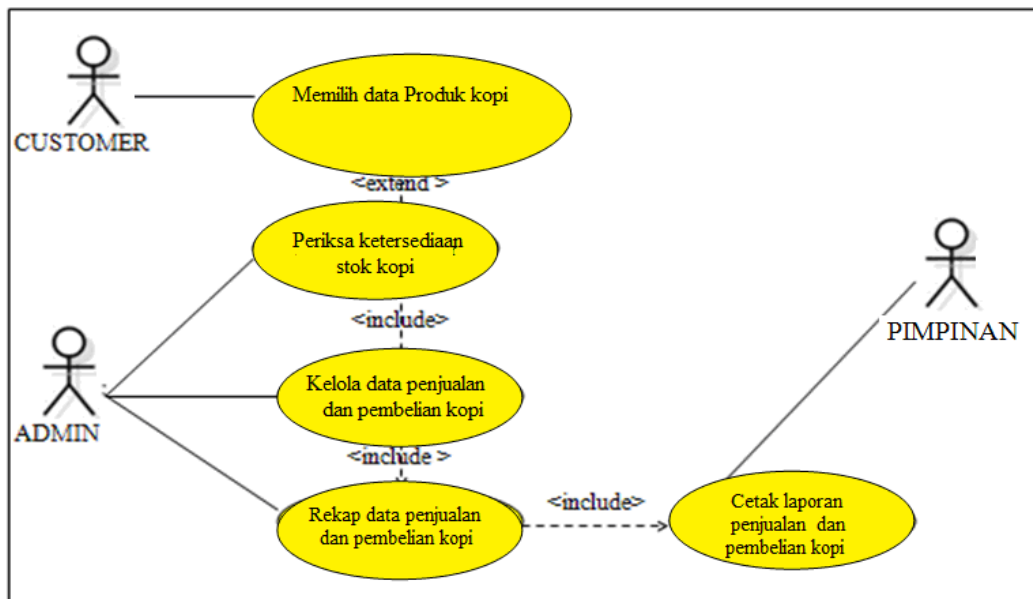 Memilih data Produk kopi
CUSTOMER
<extend >
Periksa ketersediaan
stok kopi
<include>
PIMPINAN
Kelola data penjualan
dan pembelian kopi
ADMIN
<include >
Rekap data penjualan
dan pembelian kopi
<include>
Cetak laporan
penjualan dan
pembelian kopi